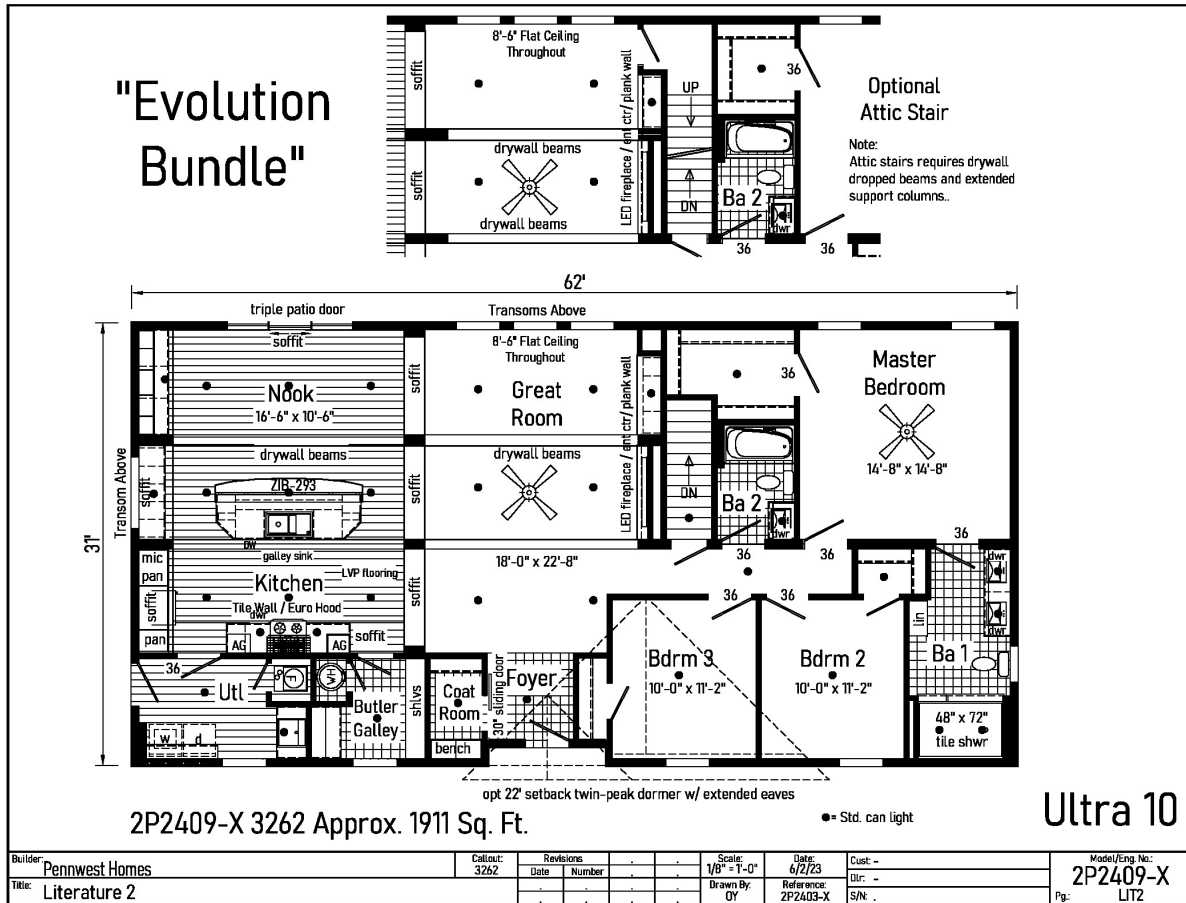 "Evolution
Bundle"
8'-6" Flat Ceiling
Throughout
soffit
soffit
drywall beams
drywall beams
LED fireplace / ent ctr/ plank wall
UP
DN
Ba 2
dwr
36
36
36
Optional
Attic Stair
Note:
Attic stairs requires drywall
dropped beams and extended
support columns..
62'
31'
triple patio door
soffit
Transoms Above
8'-6" Flat Ceiling
Throughout
Nook
16'-6" x 10'-6"
soffit
Great
Room
LED fireplace / ent ctr/ plank wall
36
Master
Bedroom
14'-8" x 14'-8"
Transom Above
soffit
drywall beams
ZIB-293
dw
drywall beams
DN
Ba 2
dwr
galley sink
18'-0" x 22'-8"
36
36
36
mic
pan
soffit
pan
Kitchen
LVP flooring
Tile Wall / Euro Hood
dwr
AG
AG
soffit
soffit
36
36
dwr
dwr
lin
Ba 1
36
Utl
F
WH
Butler
Galley
shlvs
Coat
Room
bench
30" sliding door
Foyer
Bdrm 3
10'-0" x 11'-2"
Bdrm 2
10'-0" x 11'-2"
48" x 72"
tile shwr
w
d
opt 22' setback twin-peak dormer w/ extended eaves
2P2409-X 3262 Approx. 1911 Sq. Ft.
= Std. can light
Ultra 10
Builder:
Pennwest Homes
Title:
Literature 2
Callout:
3262
Revisions
Date
Number
Scale:
1/8" = 1'-0"
Drawn By:
OY
Date:
6/2/23
Reference:
2P2403-X
Cust: -
Dlr: -
S/N: .
Model/Eng. No.:
2P2409-X
Pg.:
LIT2